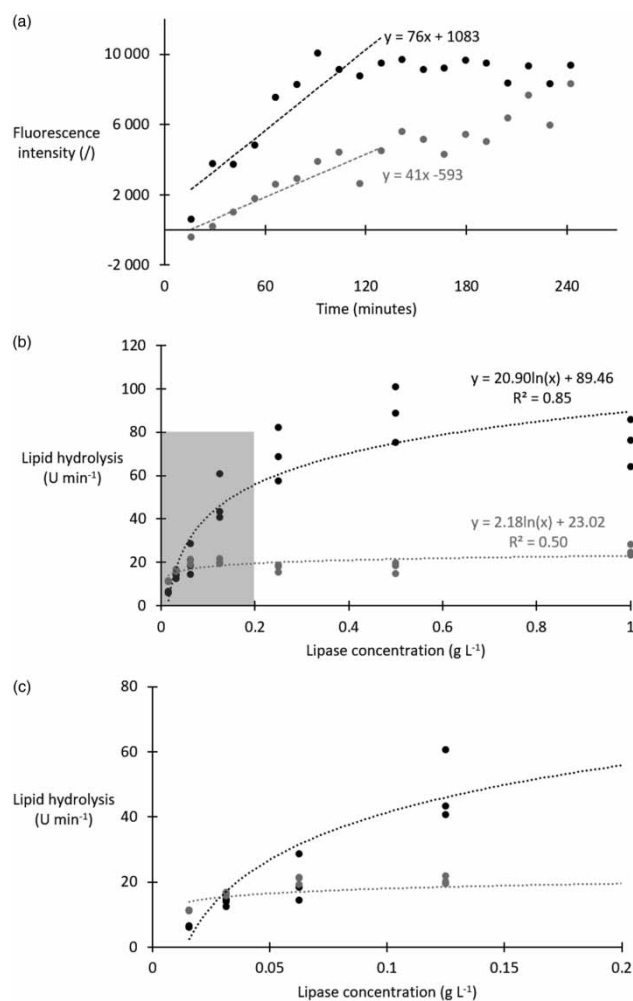 (a)
10 000
y = 76x + 1083
6 000
Fluorescence
intensity (/)
2 000
y = 41x -593
-2 000
0
60
120
180
240
Time (minutes)
(b)
120
100
y = 20.90ln(x) + 89.46
R² = 0.85
80
Lipid hydrolysis
(U min⁻¹)
60
40
y = 2.18ln(x) + 23.02
R² = 0.50
20
0
0
0.2
0.4
0.6
0.8
1
Lipase concentration (g L⁻¹)
(c)
80
60
Lipid hydrolysis
(U min⁻¹)
40
20
0
0
0.05
0.1
0.15
0.2
Lipase concentration (g L⁻¹)